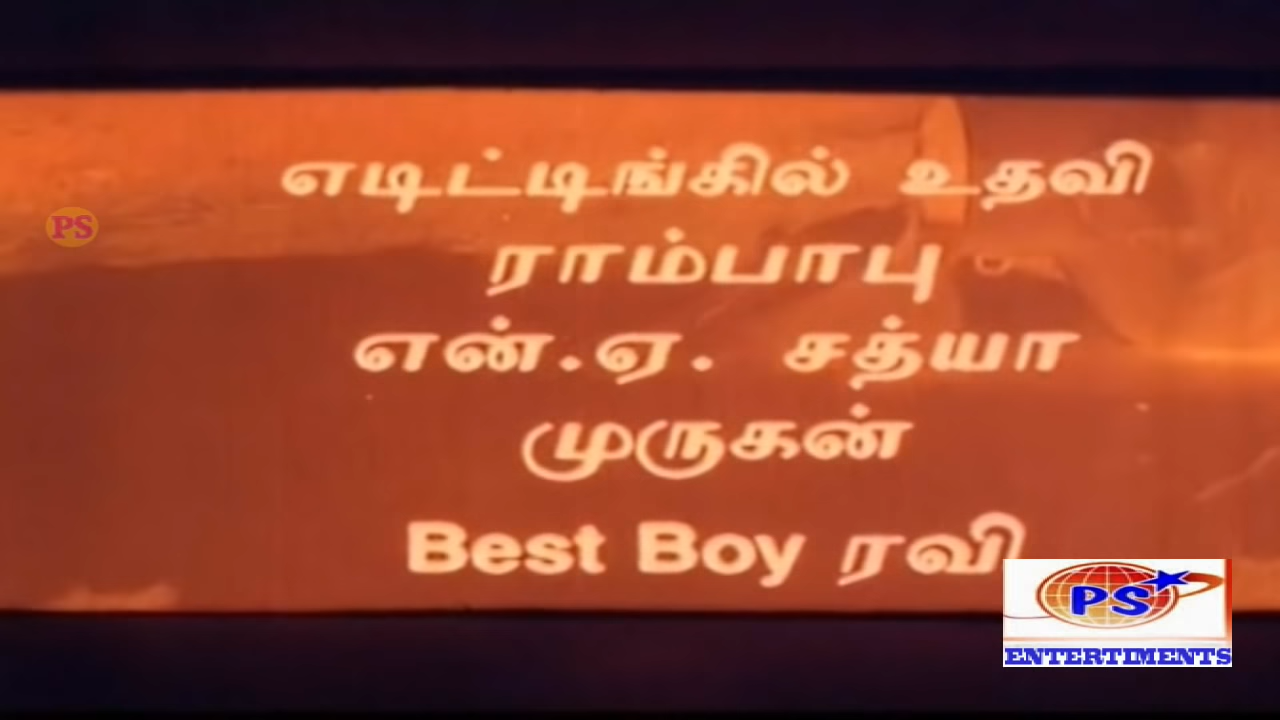 எடிட்டிங்கில் உதவி
PS
ராம்பாபு
என்.ஏ. சத்யா
முருகன்
Best Boy ரவி
PS
ENTERTIMENTS